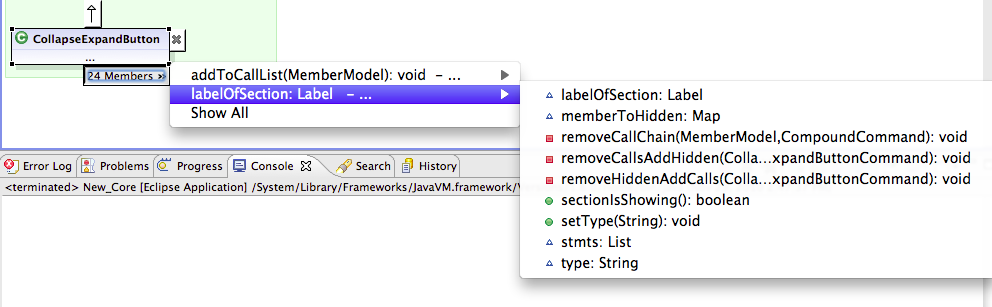 CollapseExpandButton
...
24 Members »
addToCallList(MemberModel): void – ...
labelOfSection: Label – ...
Show All
labelOfSection: Label
memberToHidden: Map
removeCallChain(MemberModel,CompoundCommand): void
removeCallsAddHidden(Colla...xpandButtonCommand): void
removeHiddenAddCalls(Colla...xpandButtonCommand): void
sectionIsShowing(): boolean
setType(String): void
stmts: List
type: String
Error Log Problems Progress Console Search History
<terminated> New_Core [Eclipse Application] /System/Library/Frameworks/JavaVM.framework/